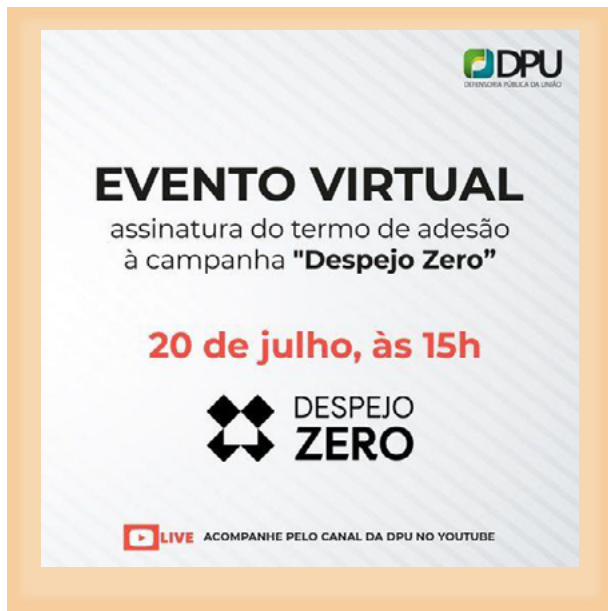 DPU
DEFENSORIA PÚBLICA DA UNIÃO
EVENTO VIRTUAL
assinatura do termo de adesão
à campanha "Despejo Zero”
20 de julho, às 15h
DESPEJO
ZERO
LIVE ACOMPANHE PELO CANAL DA DPU NO YOUTUBE